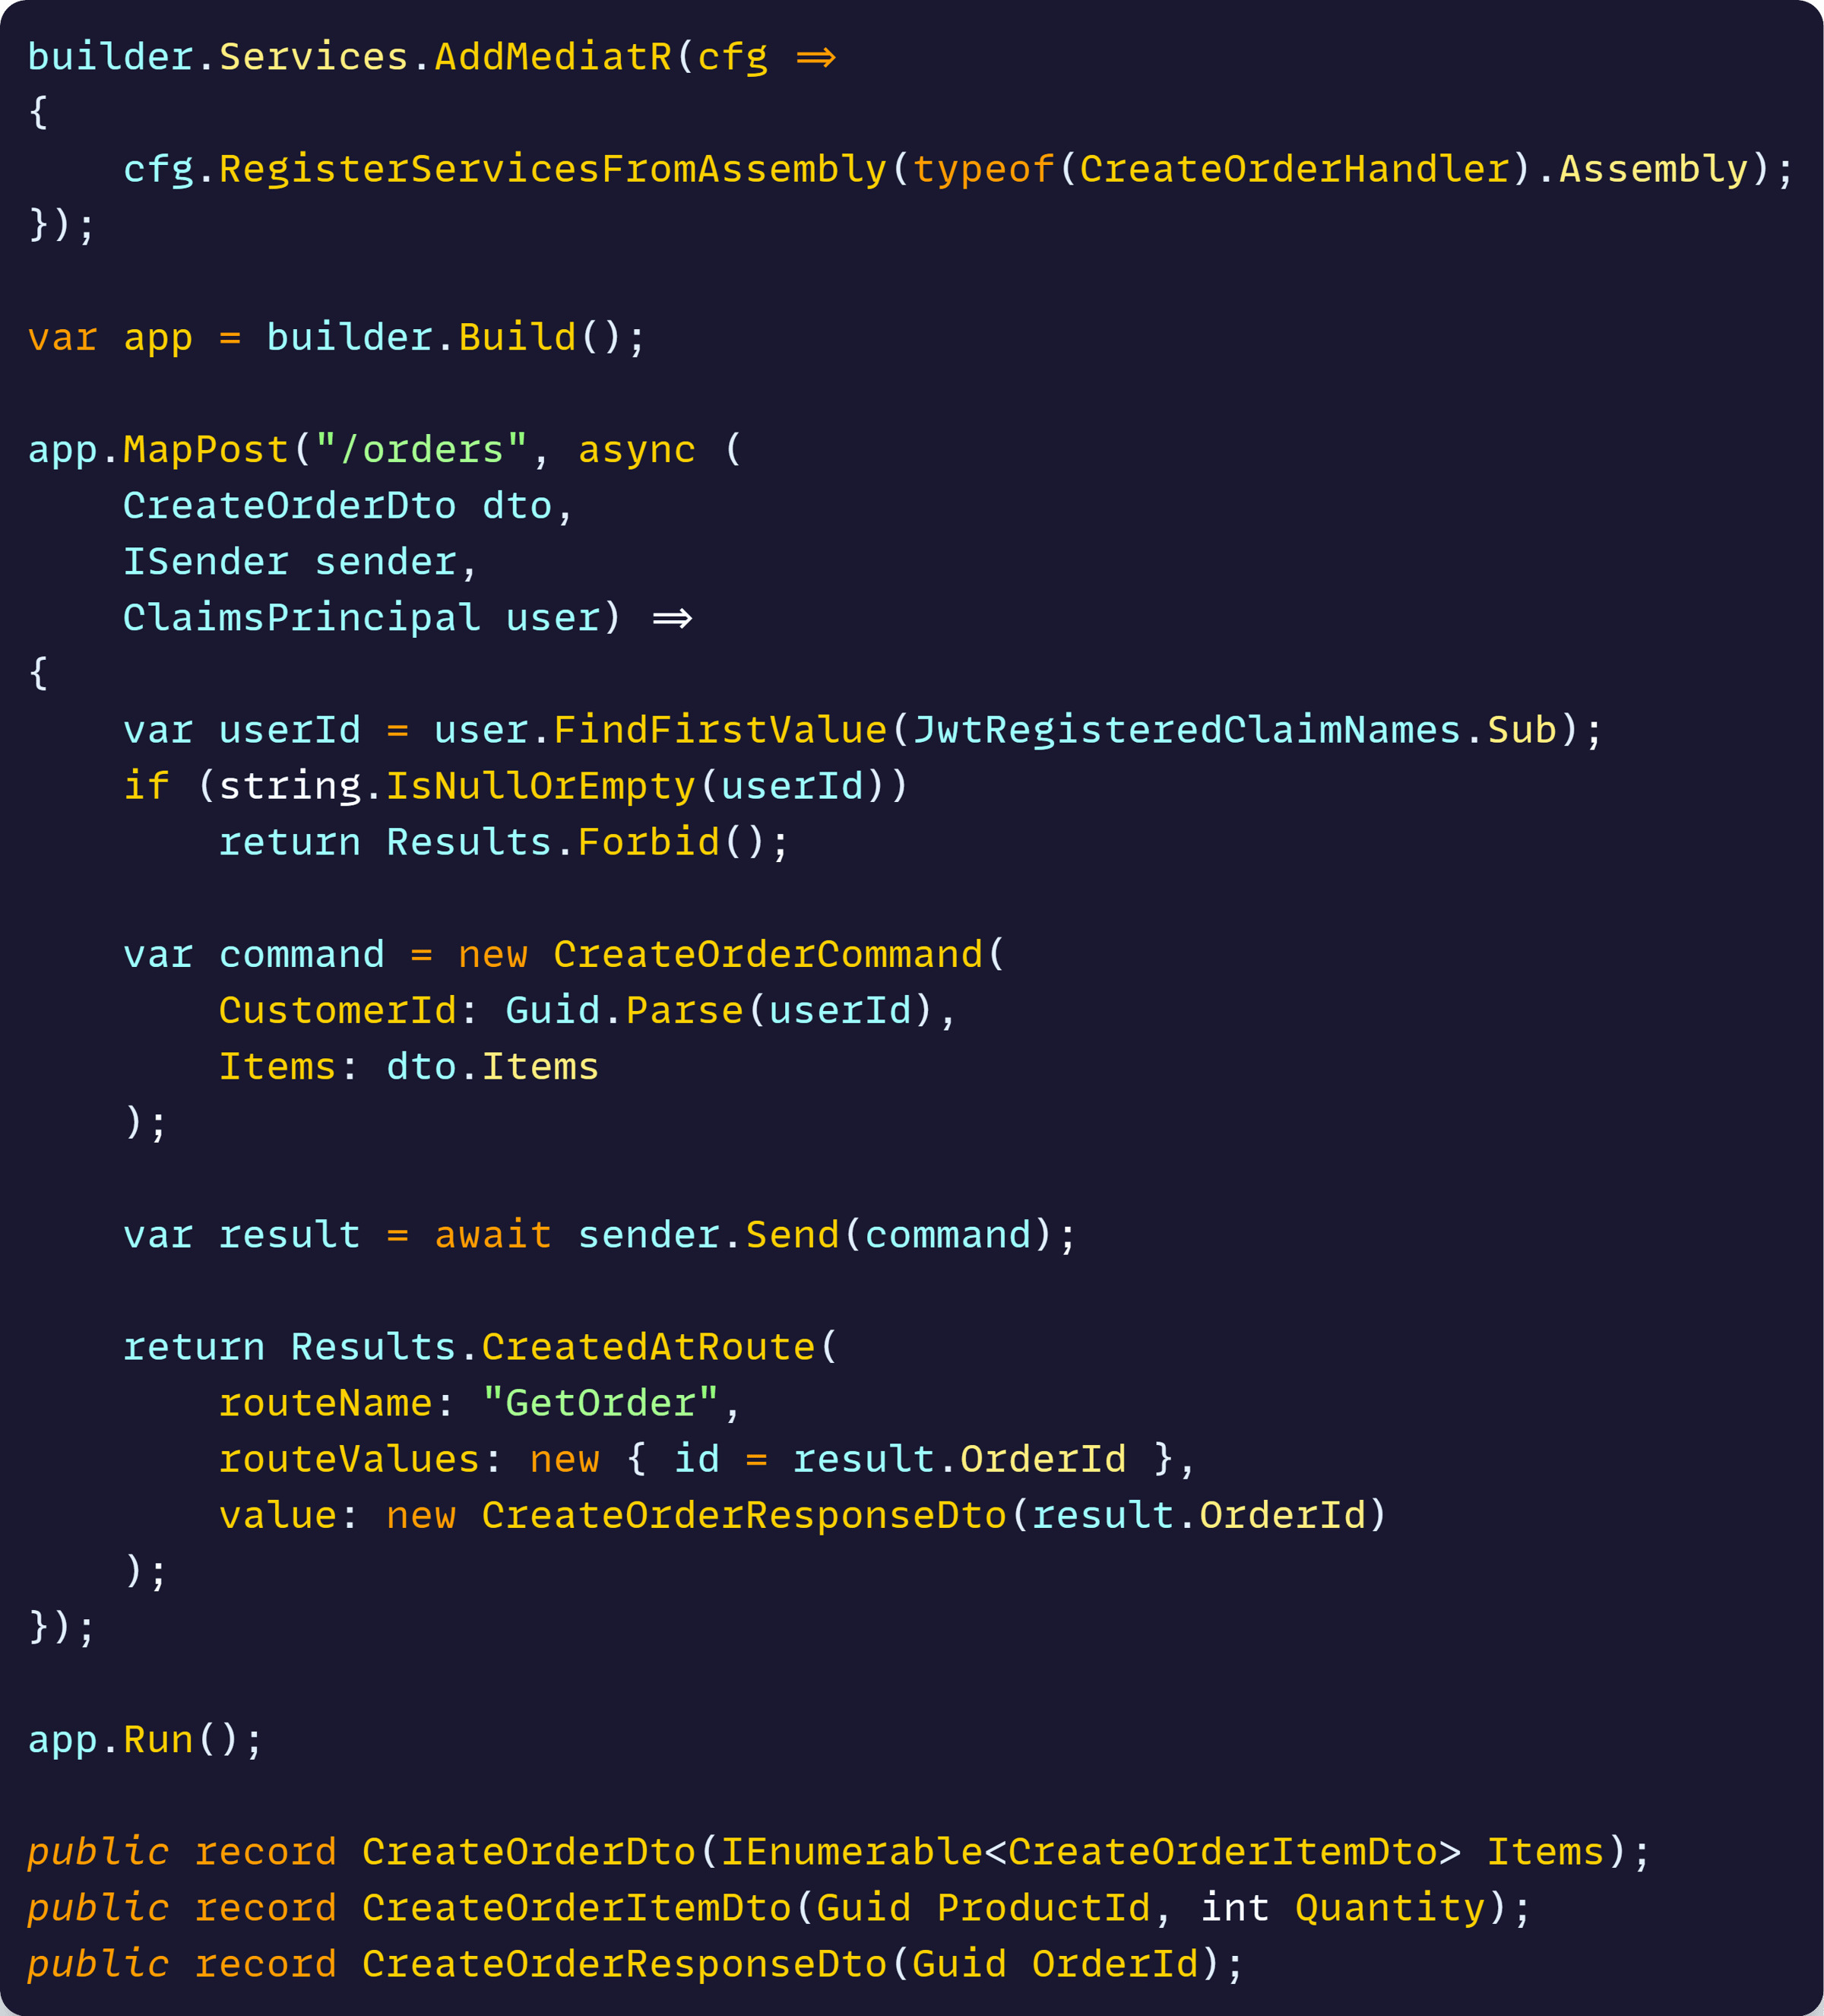 builder.Services.AddMediatR(cfg =>
{
    cfg.RegisterServicesFromAssembly(typeof(CreateOrderHandler).Assembly);
});

var app = builder.Build();

app.MapPost("/orders", async (
    CreateOrderDto dto,
    ISender sender,
    ClaimsPrincipal user) =>
{
    var userId = user.FindFirstValue(JwtRegisteredClaimNames.Sub);
    if (string.IsNullOrEmpty(userId))
        return Results.Forbid();

    var command = new CreateOrderCommand(
        CustomerId: Guid.Parse(userId),
        Items: dto.Items
    );

    var result = await sender.Send(command);

    return Results.CreatedAtRoute(
        routeName: "GetOrder",
        routeValues: new { id = result.OrderId },
        value: new CreateOrderResponseDto(result.OrderId)
    );
});

app.Run();

public record CreateOrderDto(IEnumerable<CreateOrderItemDto> Items);
public record CreateOrderItemDto(Guid ProductId, int Quantity);
public record CreateOrderResponseDto(Guid OrderId);